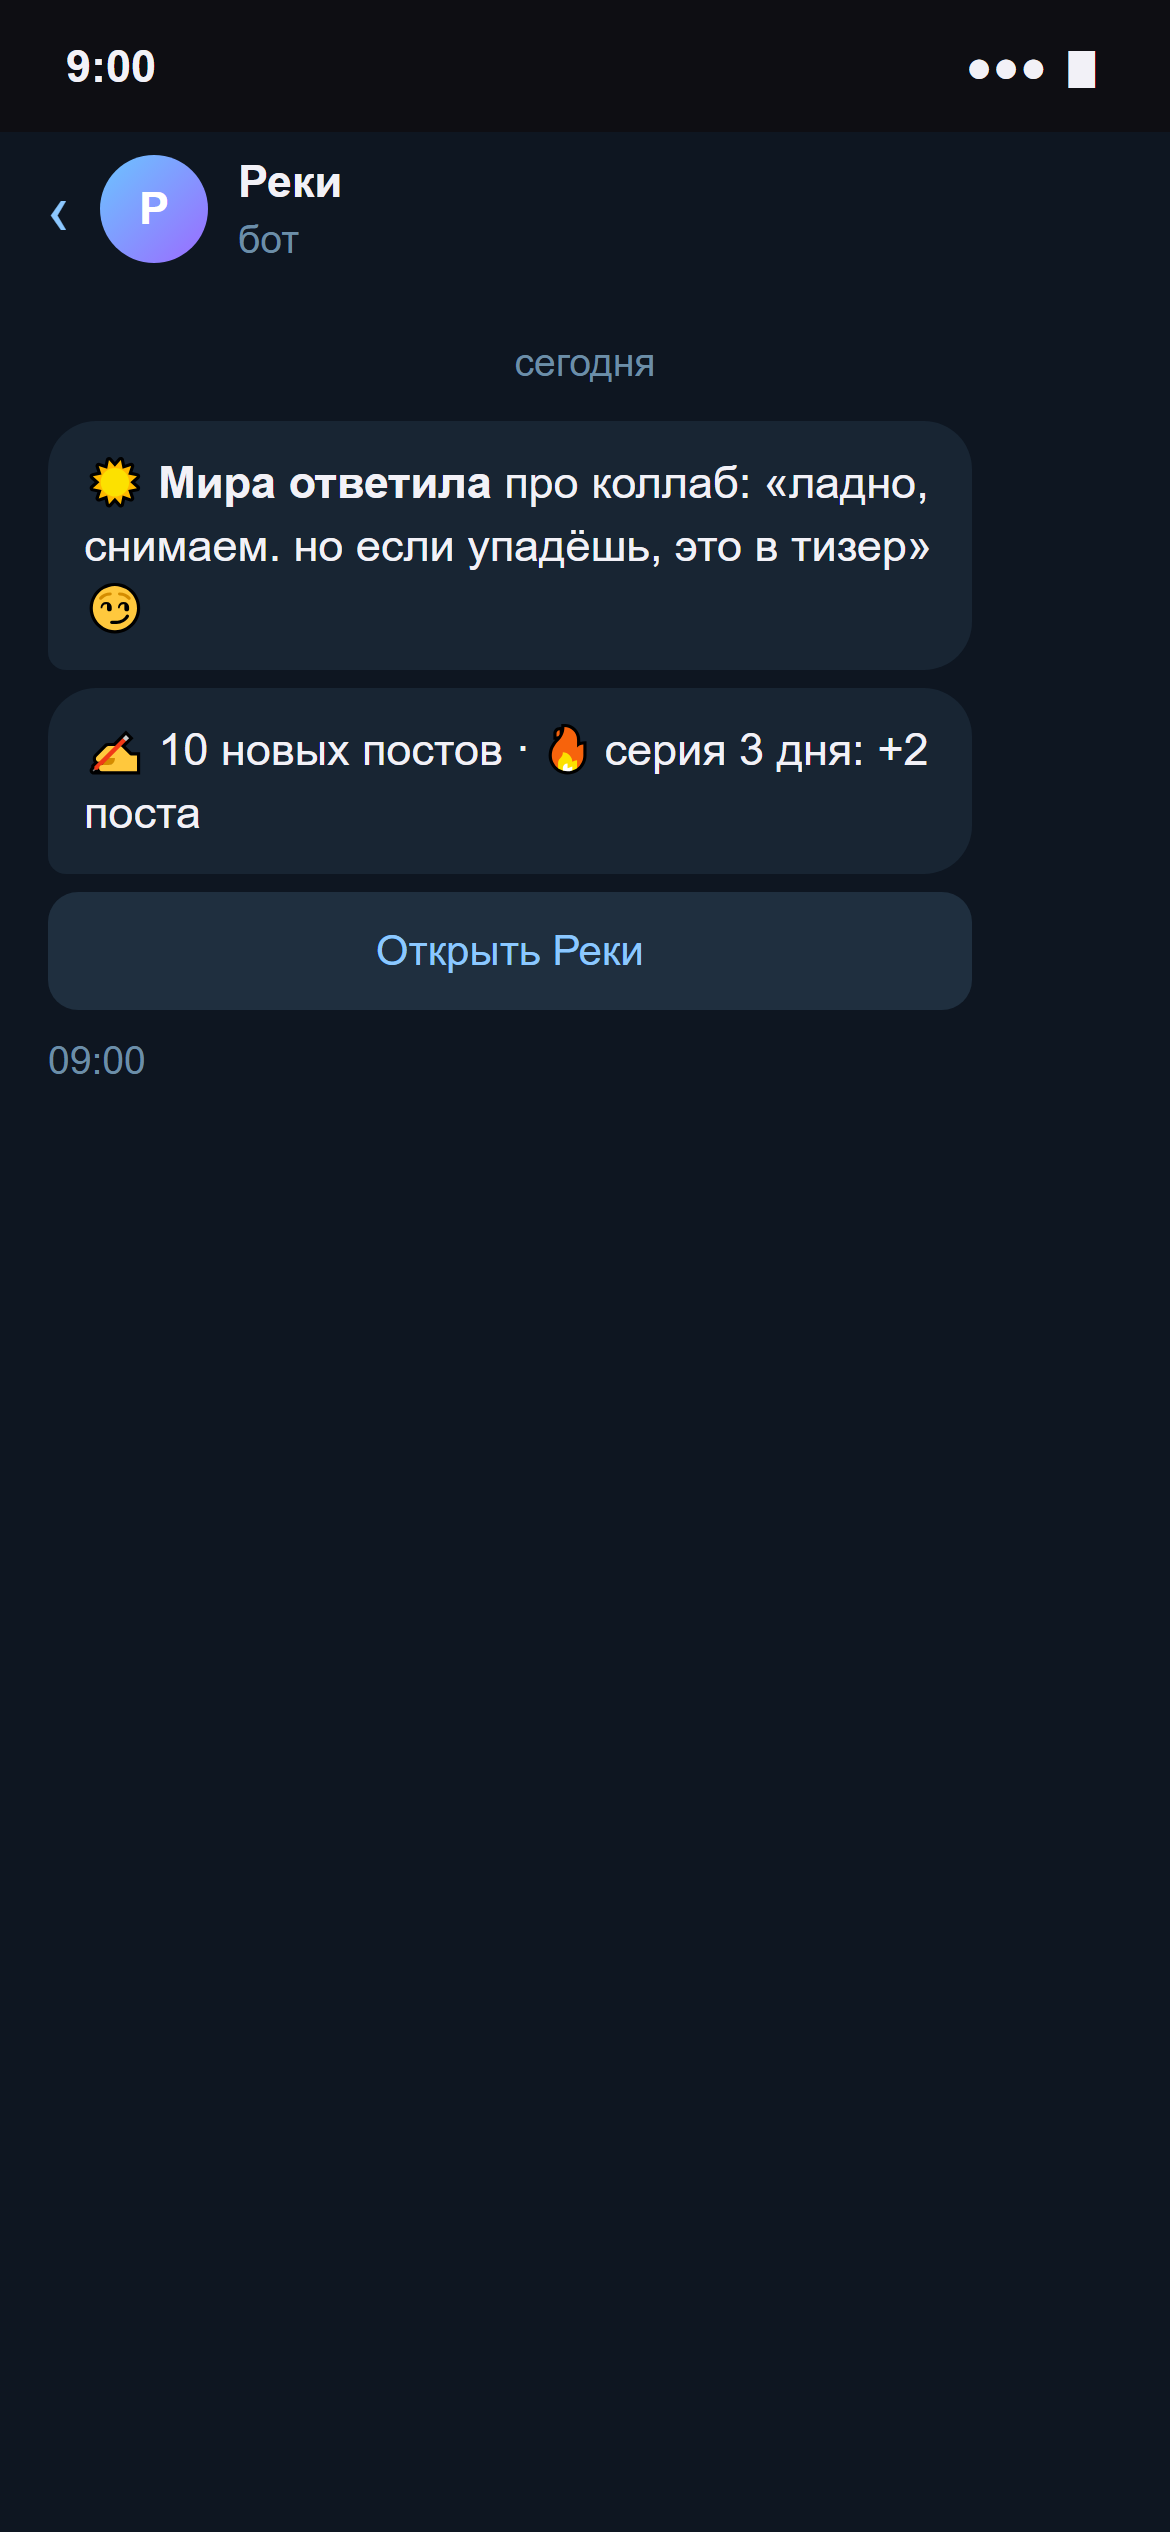 9:00
Р
Реки
бот
сегодня
☀️ Мира ответила про коллаб: «ладно,
снимаем. но если упадёшь, это в тизер»
😏
✍️ 10 новых постов · 🔥 серия 3 дня: +2
поста
Открыть Реки
09:00